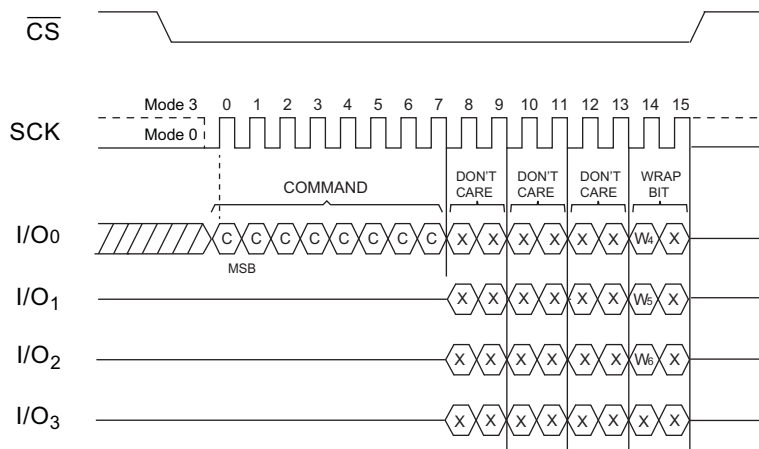 CS
Mode 3 0 1 2 3 4 5 6 7 8 9 10 11 12 13 14 15
SCK Mode 0
COMMAND DON'T CARE DON'T CARE DON'T CARE WRAP BIT
I/O0 C C C C C C C C X X X X X X W4 X
MSB
I/O1 X X X X X X W5 X
I/O2 X X X X X X W6 X
I/O3 X X X X X X X X